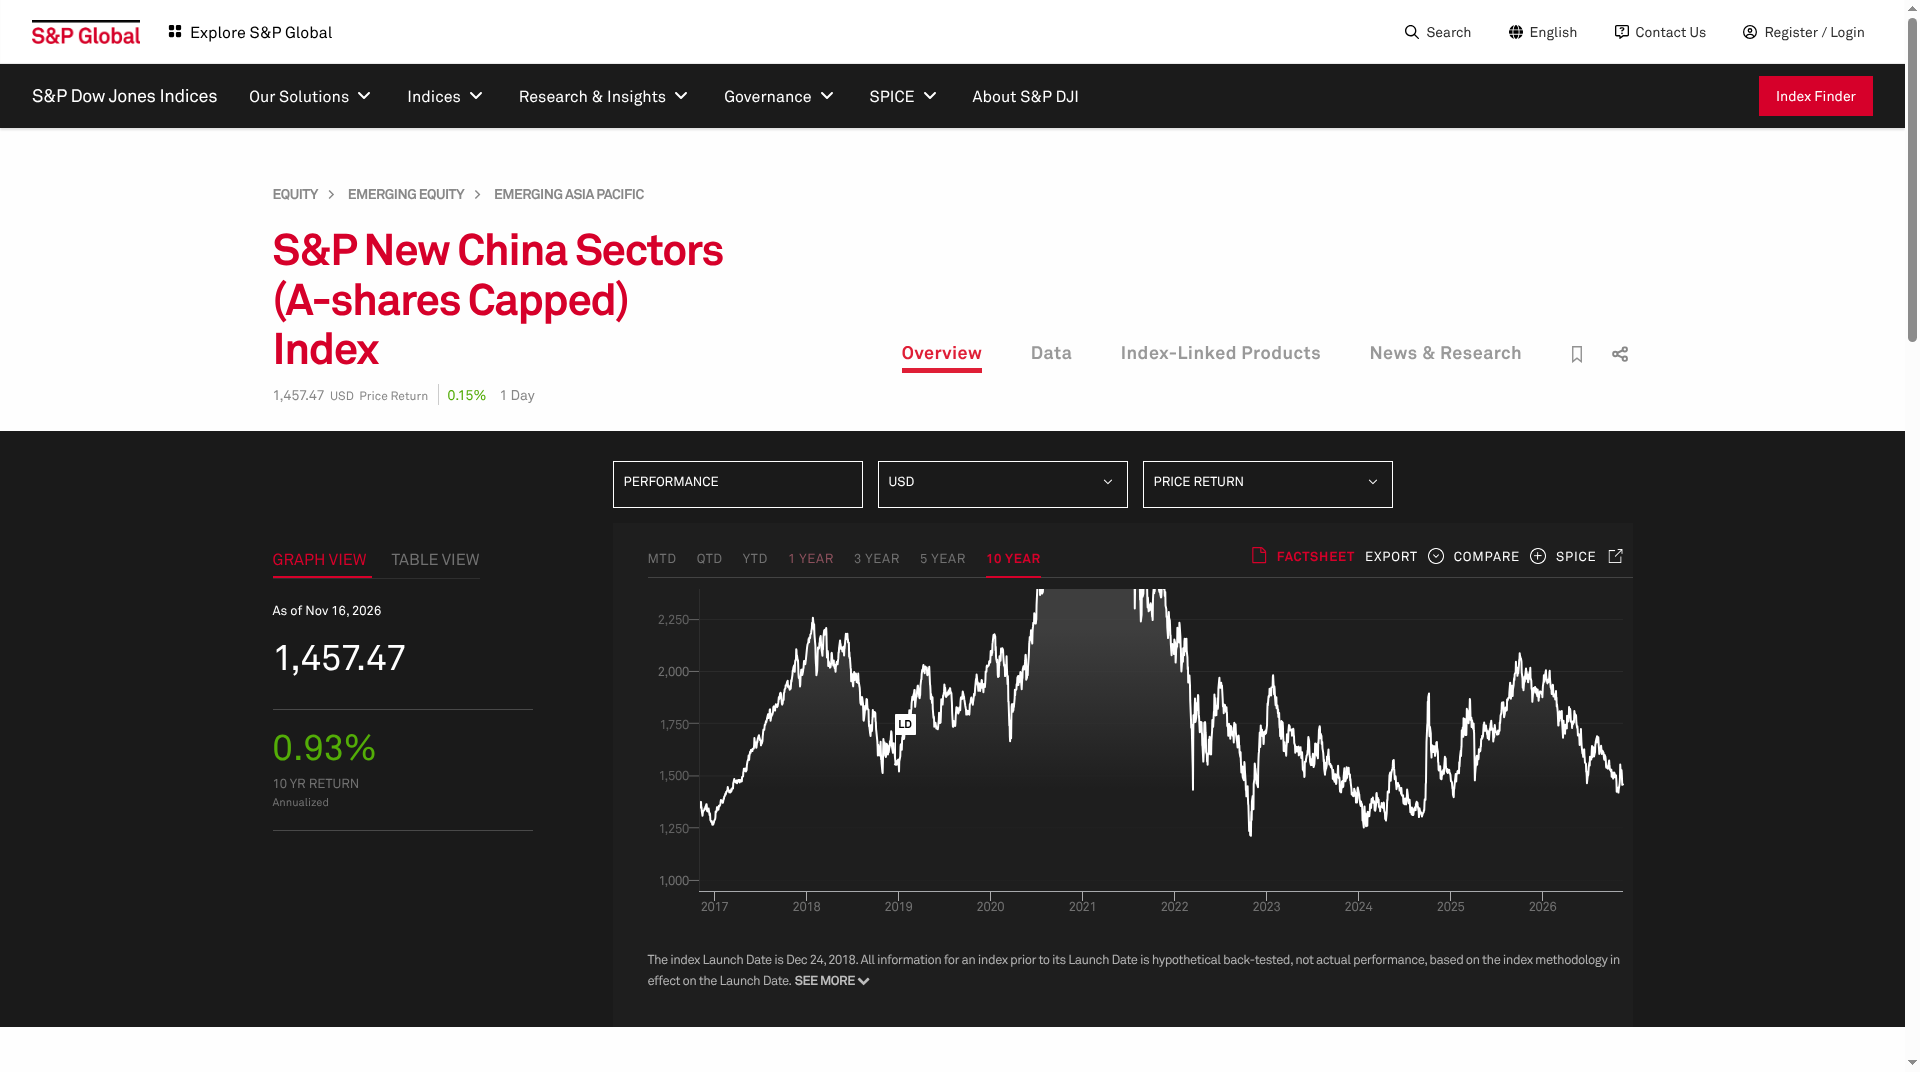 S&P Global
Explore S&P Global
Search
English
Contact Us
Register / Login
S&P Dow Jones Indices
Our Solutions
Indices
Research & Insights
Governance
SPICE
About S&P DJI
Index Finder
EQUITY
EMERGING EQUITY
EMERGING ASIA PACIFIC
S&P New China Sectors
(A-shares Capped)
Index
1,457.47 USD Price Return 0.15% 1 Day
Overview
Data
Index-Linked Products
News & Research
PERFORMANCE
USD
PRICE RETURN
GRAPH VIEW
TABLE VIEW
As of Nov 16, 2026
1,457.47
0.93%
10 YR RETURN
Annualized
MTD QTD YTD 1 YEAR 3 YEAR 5 YEAR 10 YEAR
FACTSHEET EXPORT COMPARE SPICE
2,250
2,000
1,750
1,500
1,250
1,000
LD
2017 2018 2019 2020 2021 2022 2023 2024 2025 2026
The index Launch Date is Dec 24, 2018. All information for an index prior to its Launch Date is hypothetical back-tested, not actual performance, based on the index methodology in
effect on the Launch Date. SEE MORE